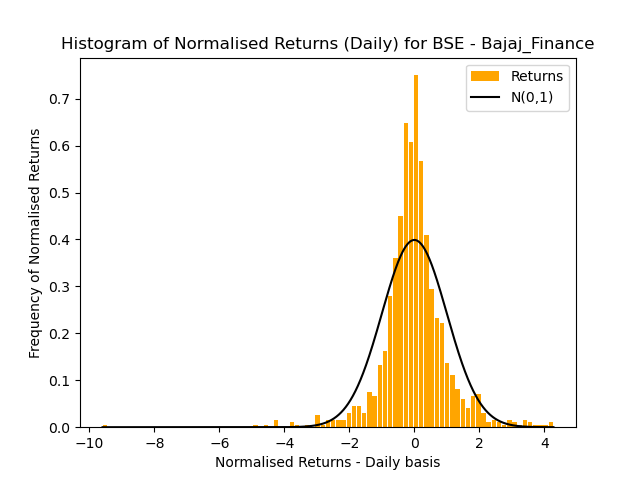 Histogram of Normalised Returns (Daily) for BSE - Bajaj_Finance
Returns
N(0,1)
Frequency of Normalised Returns
0.7
0.6
0.5
0.4
0.3
0.2
0.1
0.0
−10 −8 −6 −4 −2 0 2 4
Normalised Returns - Daily basis